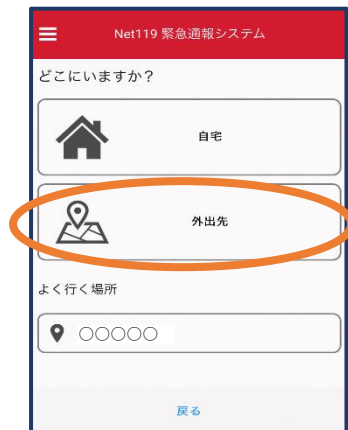 Net119 緊急通報システム
どこにいますか？
自宅
外出先
よく行く場所
○○○○○
戻る